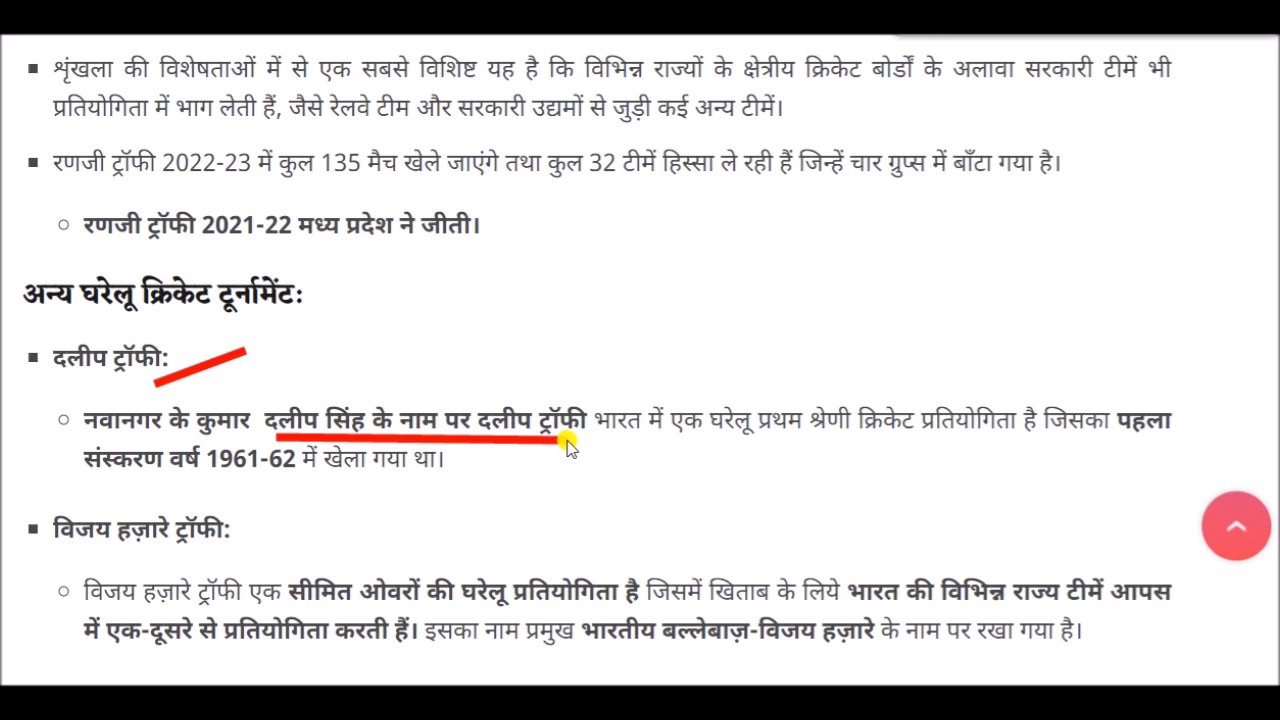 श्रृंखला की विशेषताओं में से एक सबसे विशिष्ट यह है कि विभिन्न राज्यों के क्षेत्रीय क्रिकेट बोर्डों के अलावा सरकारी टीमें भी
प्रतियोगिता में भाग लेती हैं, जैसे रेलवे टीम और सरकारी उद्यमों से जुड़ी कई अन्य टीमें।
रणजी ट्रॉफी 2022-23 में कुल 135 मैच खेले जाएंगे तथा कुल 32 टीमें हिस्सा ले रही हैं जिन्हें चार ग्रुप्स में बाँटा गया है।
रणजी ट्रॉफी 2021-22 मध्य प्रदेश ने जीती।
अन्य घरेलू क्रिकेट टूर्नामेंट:
दलीप ट्रॉफी:
नवानगर के कुमार दलीप सिंह के नाम पर दलीप ट्रॉफी भारत में एक घरेलू प्रथम श्रेणी क्रिकेट प्रतियोगिता है जिसका पहला
संस्करण वर्ष 1961-62 में खेला गया था।
विजय हज़ारे ट्रॉफी:
विजय हज़ारे ट्रॉफी एक सीमित ओवरों की घरेलू प्रतियोगिता है जिसमें खिताब के लिये भारत की विभिन्न राज्य टीमें आपस
में एक-दूसरे से प्रतियोगिता करती हैं। इसका नाम प्रमुख भारतीय बल्लेबाज़-विजय हज़ारे के नाम पर रखा गया है।